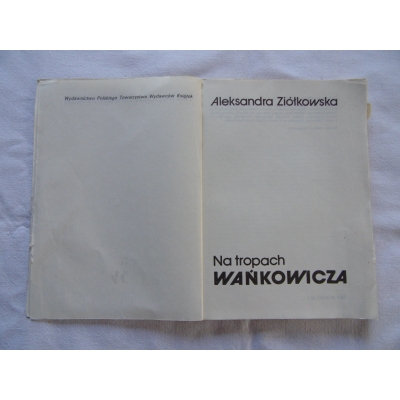 Wydawnictwo Polskiego Towarzystwa Wydawców Książek
Aleksandra Ziółkowska
Na tropach
WAŃKOWICZA